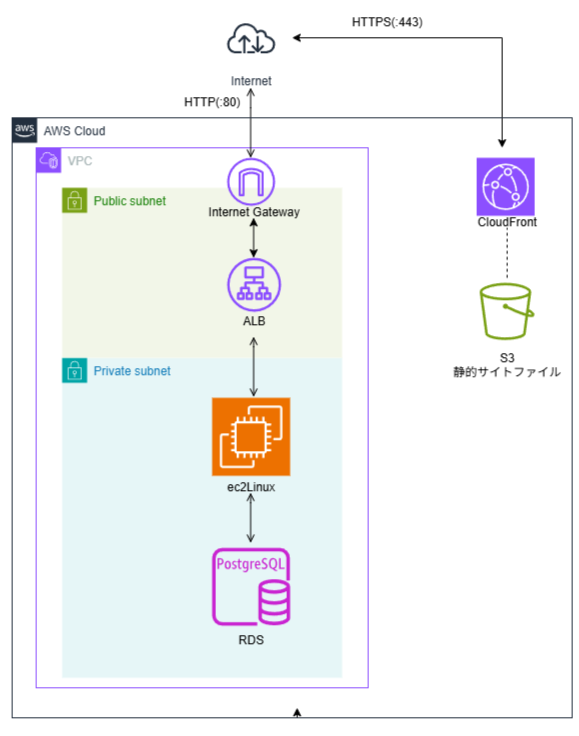 HTTPS(:443)
Internet
HTTP(:80)
aws
AWS Cloud
VPC
Public subnet
Internet Gateway
CloudFront
ALB
S3
静的サイトファイル
Private subnet
ec2Linux
PostgreSQL
RDS